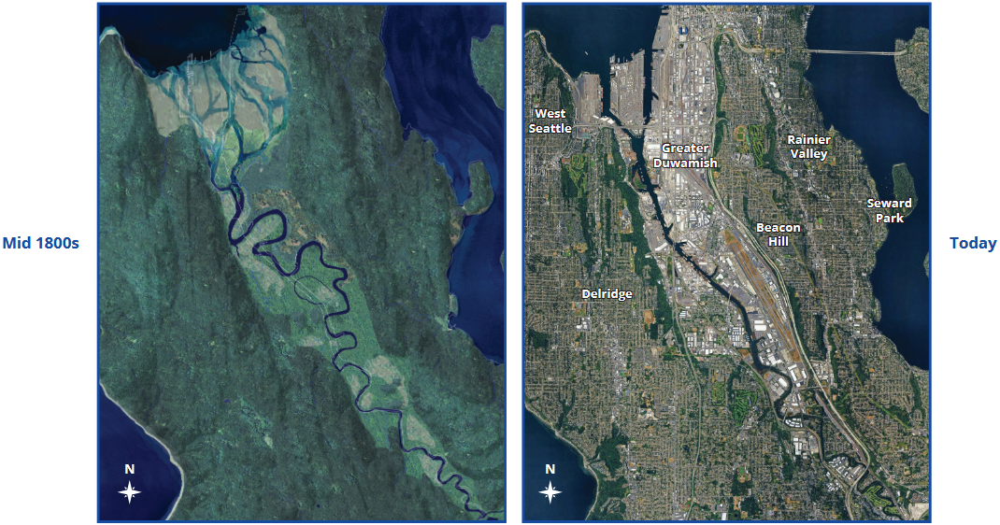 Mid 1800s
N
West
Seattle
Greater
Duwamish
Rainier
Valley
Seward
Park
Beacon
Hill
Delridge
N
Today